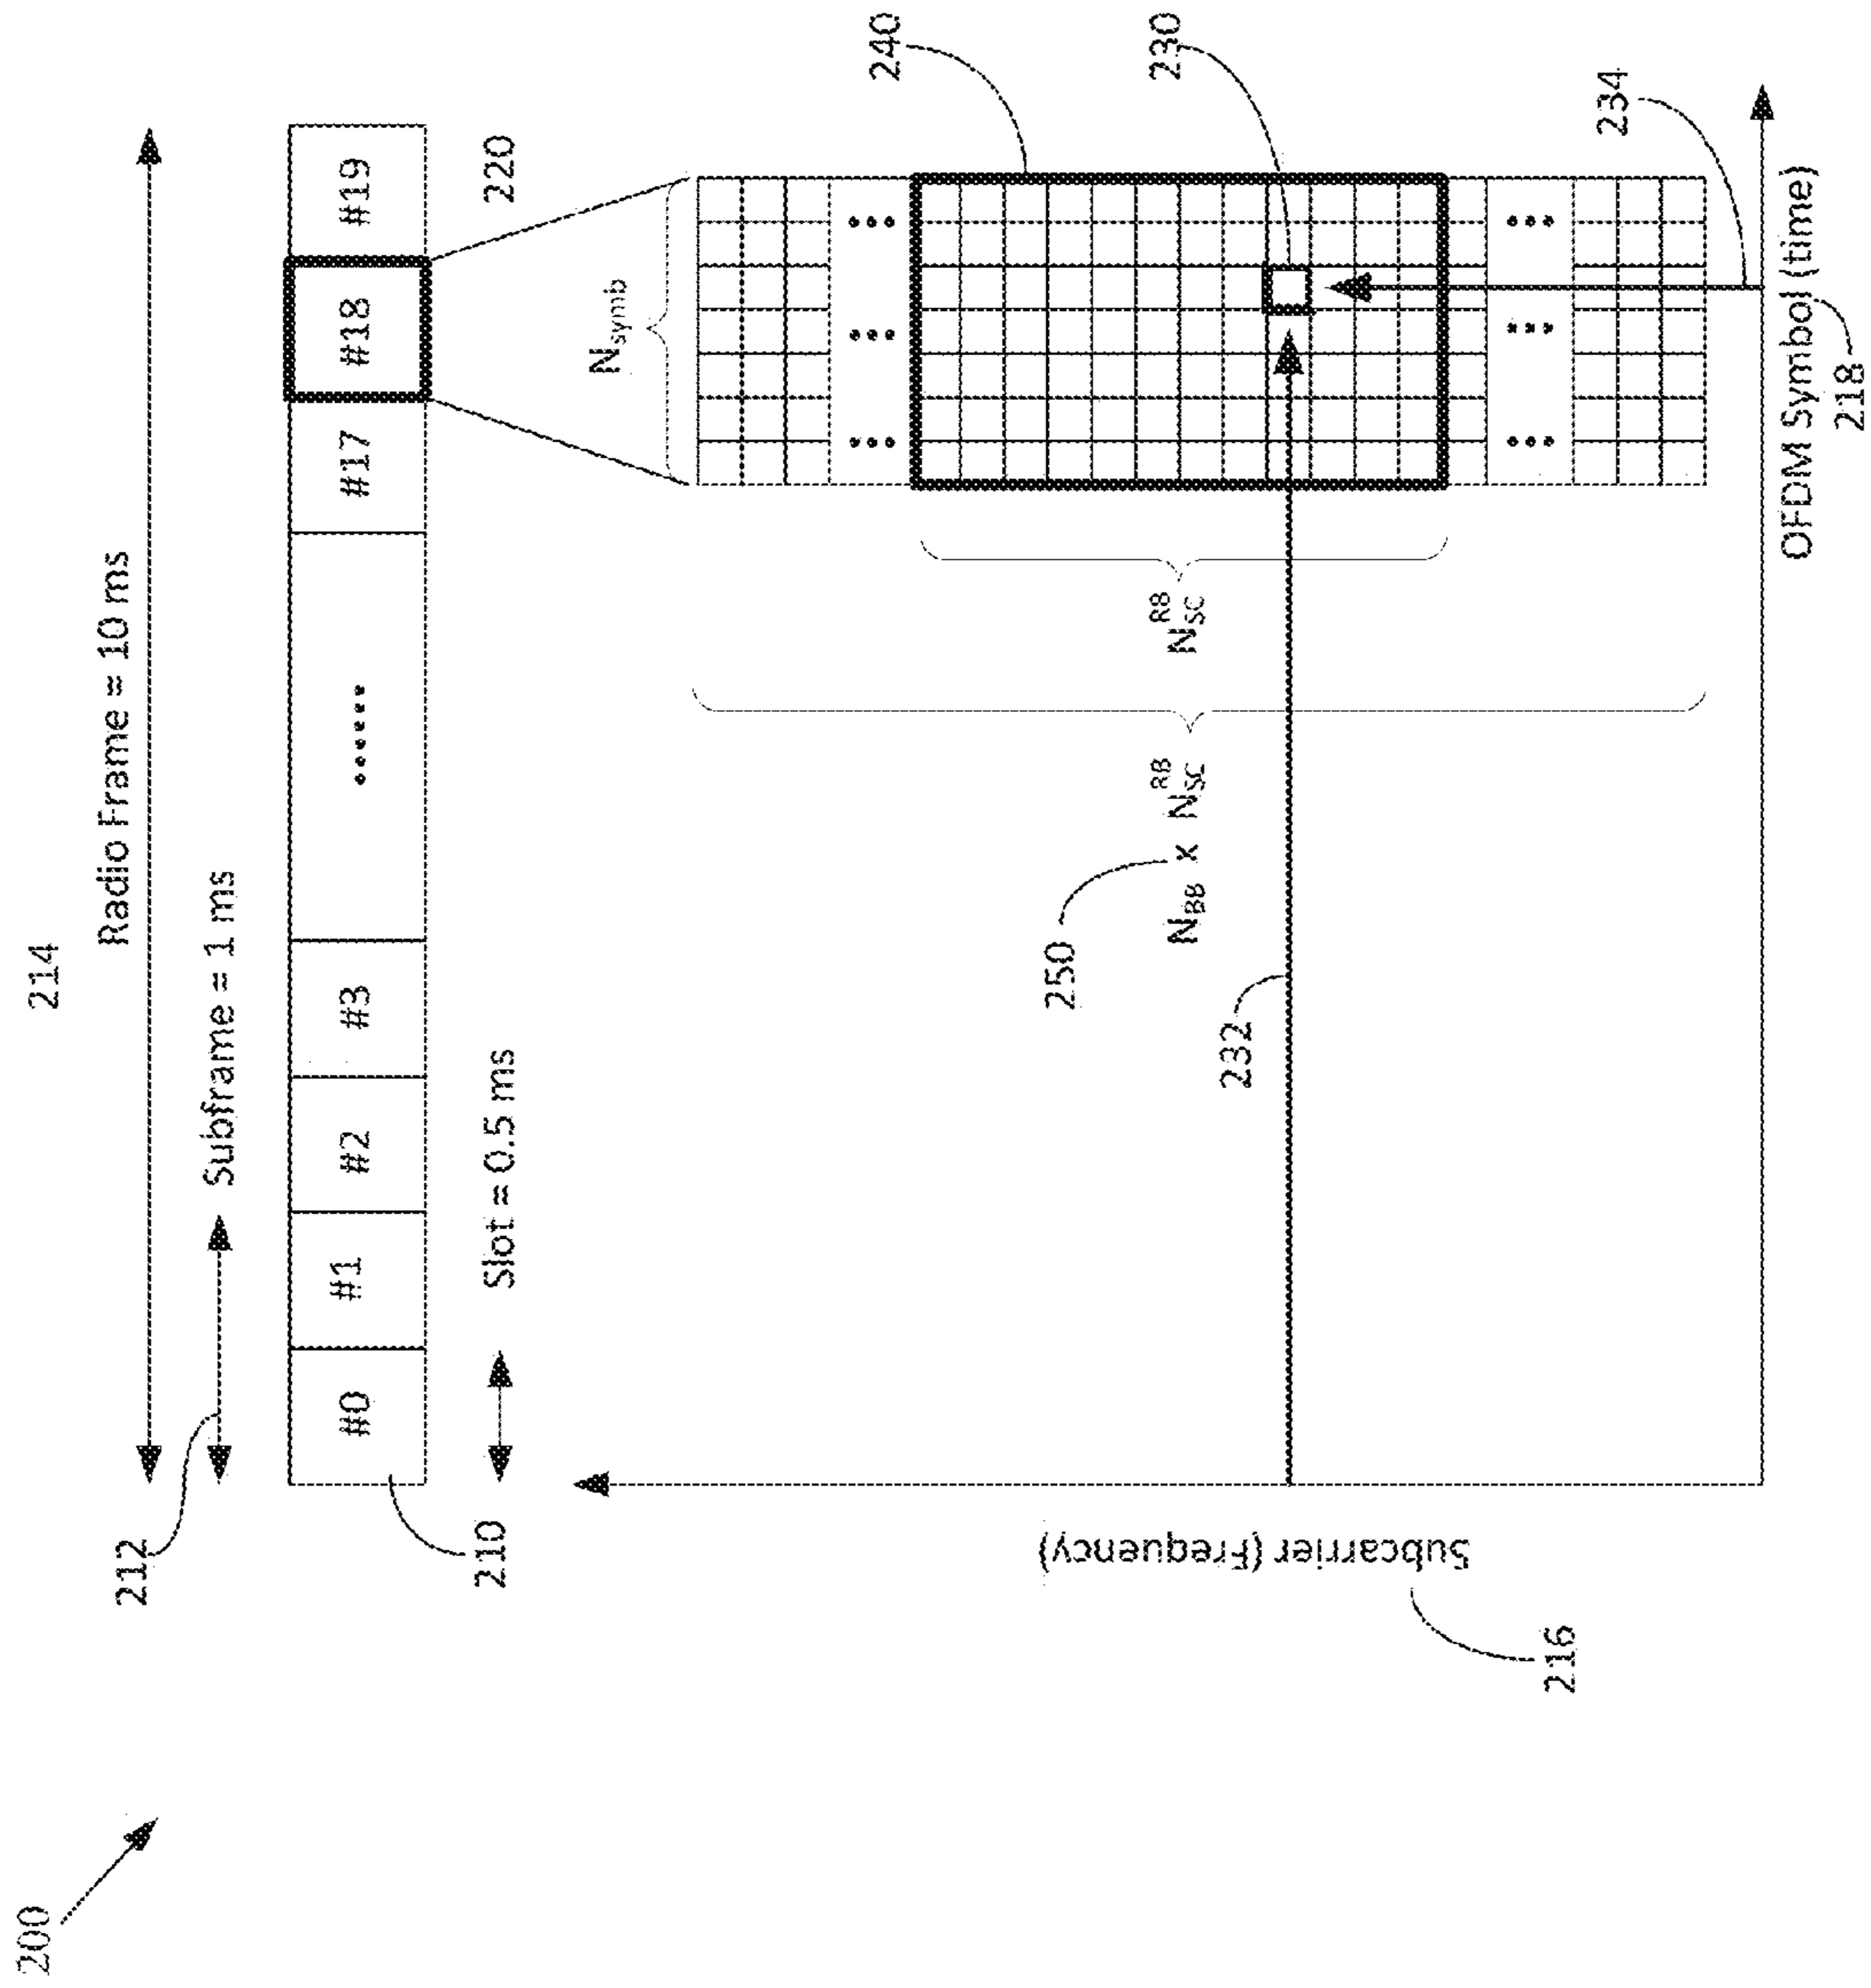 200
214
Radio Frame = 10 ms
212
Subframe = 1 ms
#0 #1 #2 #3 ...... #17 #18 #19
210
Slot = 0.5 ms
220
N_symb
240
230
N_SC^RB
250
N_BB x N_SC^RB
232
234
Subcarrier (Frequency)
216
OFDM Symbol (time)
218